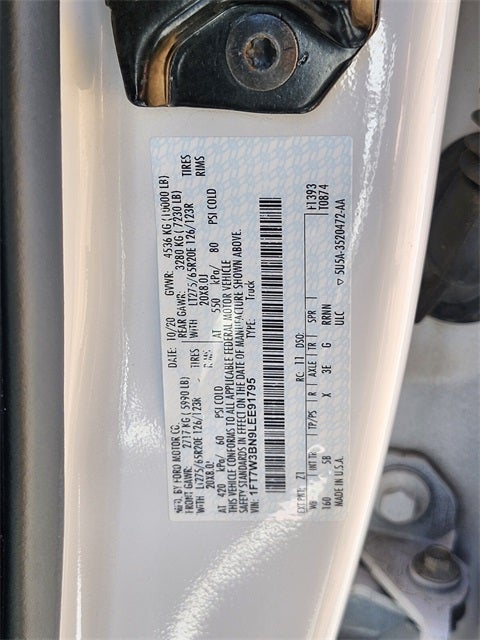 MFD. BY FORD MOTOR CO.
DATE: 10/20 GVWR: 4536 KG (10000 LB)
FRONT GAWR: 2717 KG (5990 LB) REAR GAWR: 3280 KG (7230 LB)
WITH LT275/65R20E 126/123R TIRES WITH LT275/65R20E 126/123R TIRES
20X8.0J RIMS 20X8.0J RIMS
AT 420 kPa/ 60 PSI COLD AT 550 kPa/ 80 PSI COLD
THIS VEHICLE CONFORMS TO ALL APPLICABLE FEDERAL MOTOR VEHICLE
SAFETY STANDARDS IN EFFECT ON THE DATE OF MANUFACTURE SHOWN ABOVE.
VIN: 1FT7W3BN9LEE91795 TYPE: Truck
F1393
T0874
EXT PNT: Z1 RC: 11 DSO:
WB INT TR TP/PS R AXLE TR SPR
160 5B X 3E G RRNN
MADE IN U.S.A. ULC
▽ 5U5A-3520472-AA